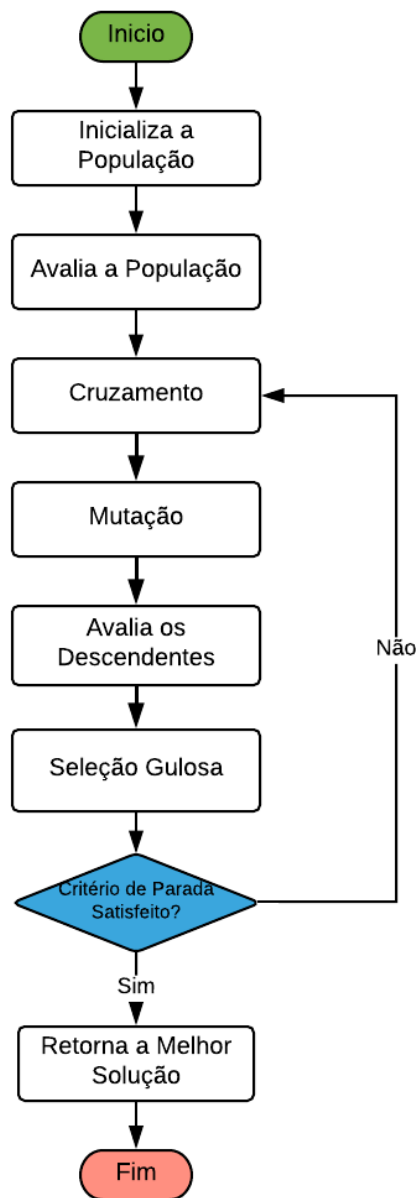 Inicio
Inicializa a
População
Avalia a População
Cruzamento
Mutação
Avalia os
Descendentes
Não
Seleção Gulosa
Critério de Parada
Satisfeito?
Sim
Retorna a Melhor
Solução
Fim